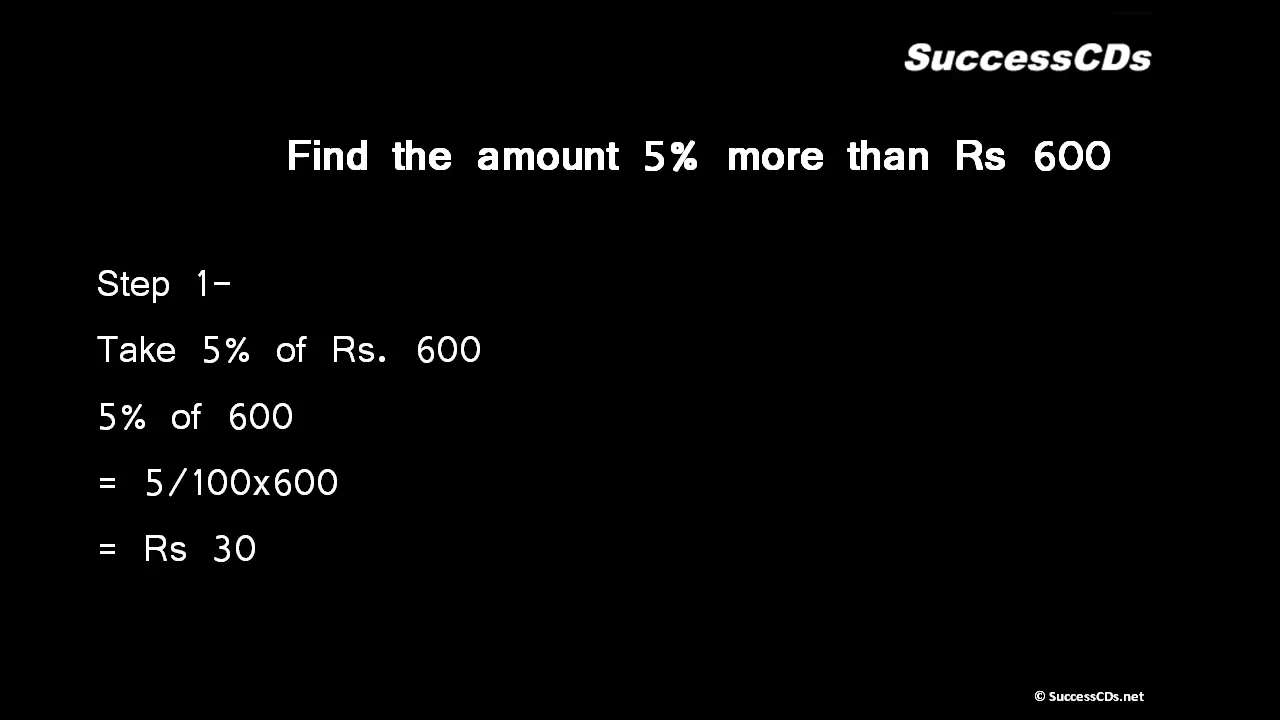 SuccessCDs
Find the amount 5% more than Rs 600
Step 1-
Take 5% of Rs. 600
5% of 600
= 5/100x600
= Rs 30
© SuccessCDs.net